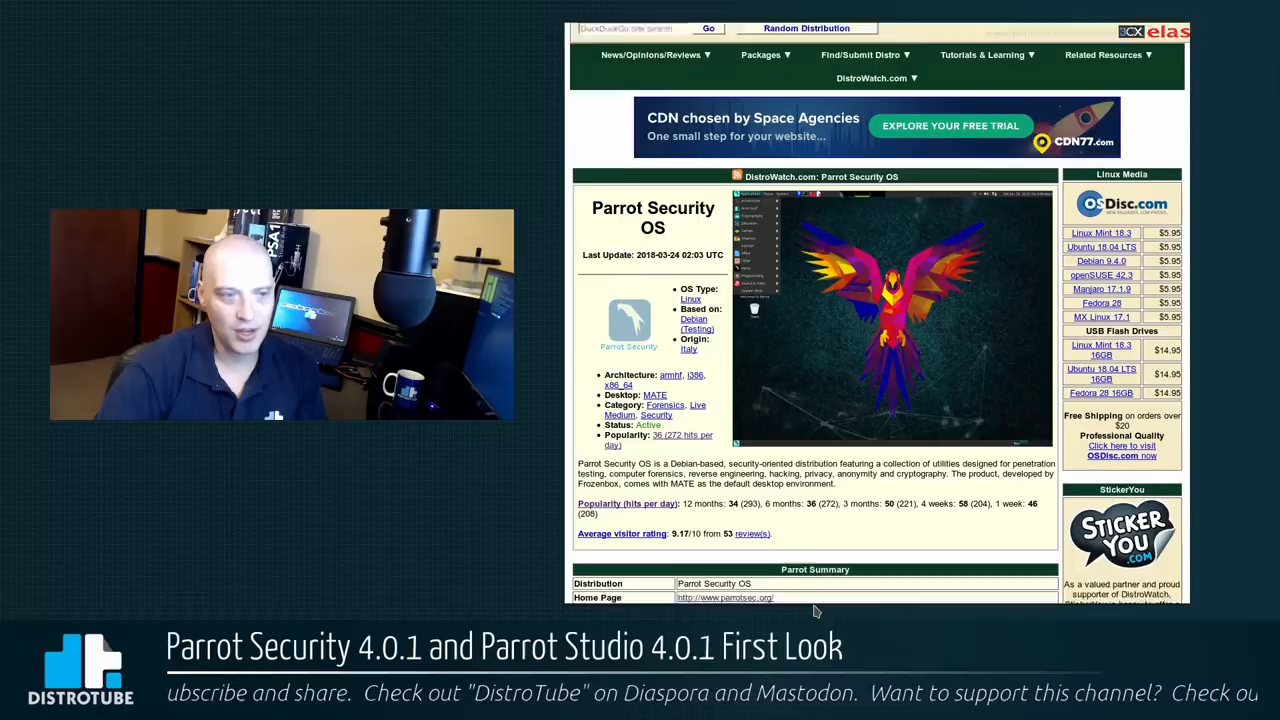 DuckDuckGo Site Search
Go
Random Distribution
3CX
elas
News/Opinions/Reviews ▼
Packages ▼
Find/Submit Distro ▼
Tutorials & Learning ▼
Related Resources ▼
DistroWatch.com ▼
CDN chosen by Space Agencies
One small step for your website...
EXPLORE YOUR FREE TRIAL
CDN77.com
DistroWatch.com: Parrot Security OS
Parrot Security
OS
Last Update: 2018-03-24 02:03 UTC
Parrot Security
• OS Type:
Linux
• Based on:
Debian
(Testing)
• Origin:
Italy
• Architecture: armhf, i386,
x86_64
• Desktop: MATE
• Category: Forensics, Live
Medium, Security
• Status: Active
• Popularity: 36 (272 hits per
day)
Parrot Security OS is a Debian-based, security-oriented distribution featuring a collection of utilities designed for penetration
testing, computer forensics, reverse engineering, hacking, privacy, anonymity and cryptography. The product, developed by
Frozenbox, comes with MATE as the default desktop environment.
Popularity (hits per day): 12 months: 34 (293), 6 months: 36 (272), 3 months: 50 (221), 4 weeks: 58 (204), 1 week: 46
(208)
Average visitor rating: 9.17/10 from 53 review(s).
Parrot Summary
Distribution Parrot Security OS
Home Page http://www.parrotsec.org/
Linux Media
OSDisc.com
NEW RELEASES, LOW PRICES.
Linux Mint 18.3 $5.95
Ubuntu 18.04 LTS $5.95
Debian 9.4.0 $5.95
openSUSE 42.3 $5.95
Manjaro 17.1.9 $5.95
Fedora 28 $5.95
MX Linux 17.1 $5.95
USB Flash Drives
Linux Mint 18.3
16GB $14.95
Ubuntu 18.04 LTS
16GB $14.95
Fedora 28 16GB $14.95
Free Shipping on orders over
$20
Professional Quality
Click here to visit
OSDisc.com now
StickerYou
STICKER
YOU
.COM
As a valued partner and proud
supporter of DistroWatch,
PSA1
DISTROTUBE
Parrot Security 4.0.1 and Parrot Studio 4.0.1 First Look
ubscribe and share. Check out "DistroTube" on Diaspora and Mastodon. Want to support this channel? Check ou